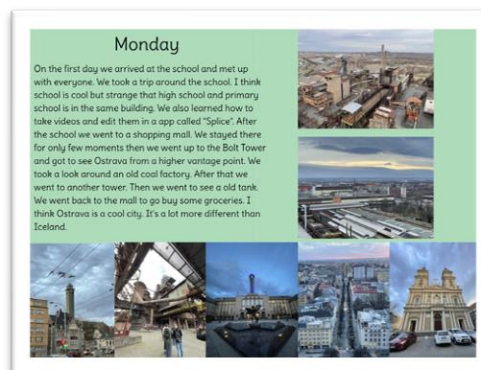 Monday
On the first day we arrived at the school and met up
with everyone. We took a trip around the school. I think
school is cool but strange that high school and primary
school is in the same building. We also learned how to
take videos and edit them in a app called "Splice". After
the school we went to a shopping mall. We stayed there
for only few moments then we went up to the Bolt Tower
and got to see Ostrava from a higher vantage point. We
took a look around an old coal factory. After that we
went to another tower. Then we went to see a old tank.
We went back to the mall to go buy some groceries. I
think Ostrava is a cool city. It's a lot more different than
Iceland.